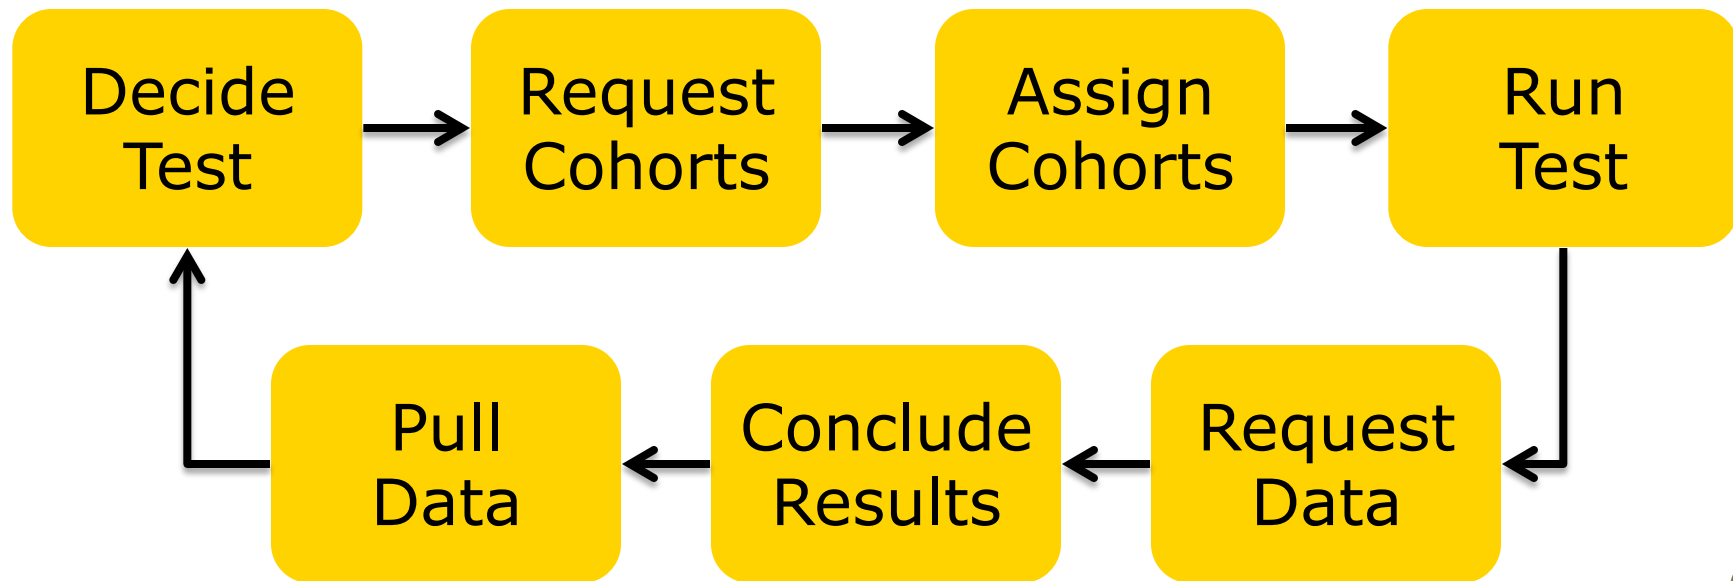 Decide
Test
Request
Cohorts
Assign
Cohorts
Run
Test
Pull
Data
Conclude
Results
Request
Data